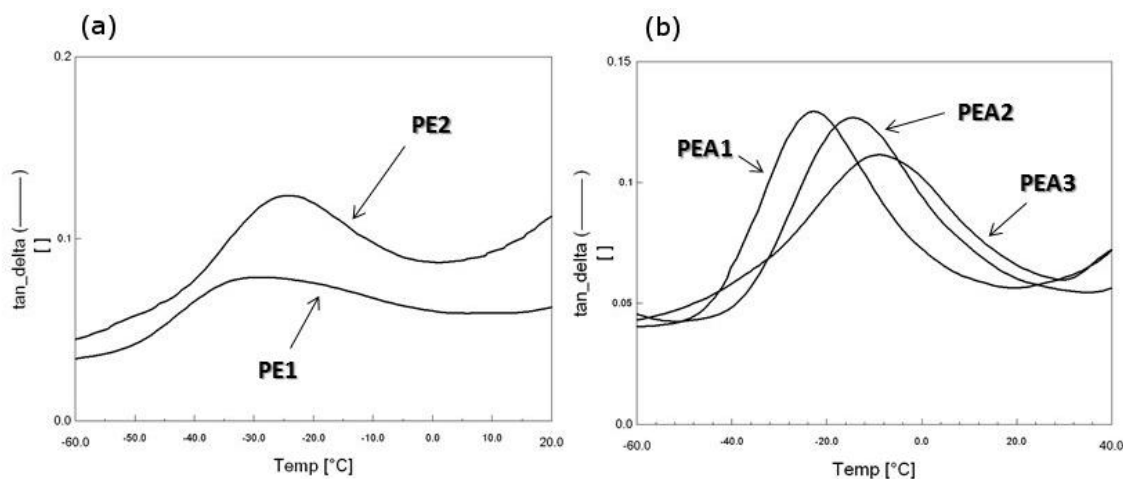 (a)
0.2
0.1
0.0
tan_delta (——)
[ ]
PE2
PE1
-60.0 -50.0 -40.0 -30.0 -20.0 -10.0 0.0 10.0 20.0
Temp [°C]
(b)
0.15
0.1
0.05
0.0
tan_delta (——)
[ ]
PEA1
PEA2
PEA3
-60.0 -40.0 -20.0 0.0 20.0 40.0
Temp [°C]